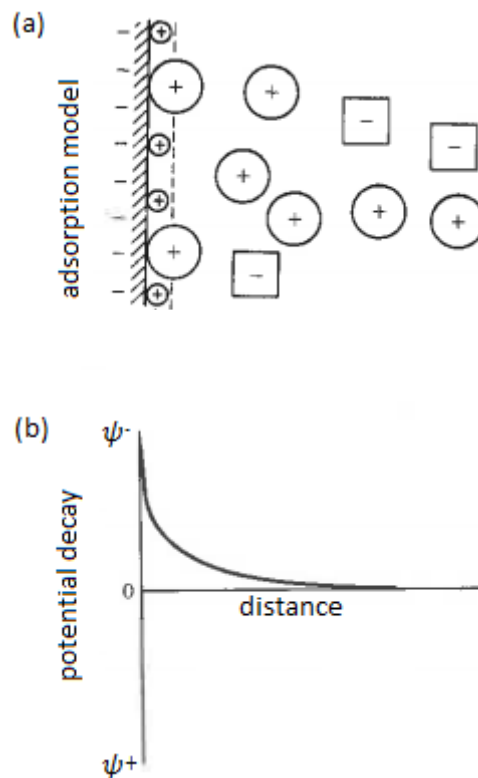 (a)
adsorption model
− + 
− +
−
+ −
− +
−
+ −
− +
+ +
− +
−
− +
(b)
ψ-
potential decay
0
distance
ψ+